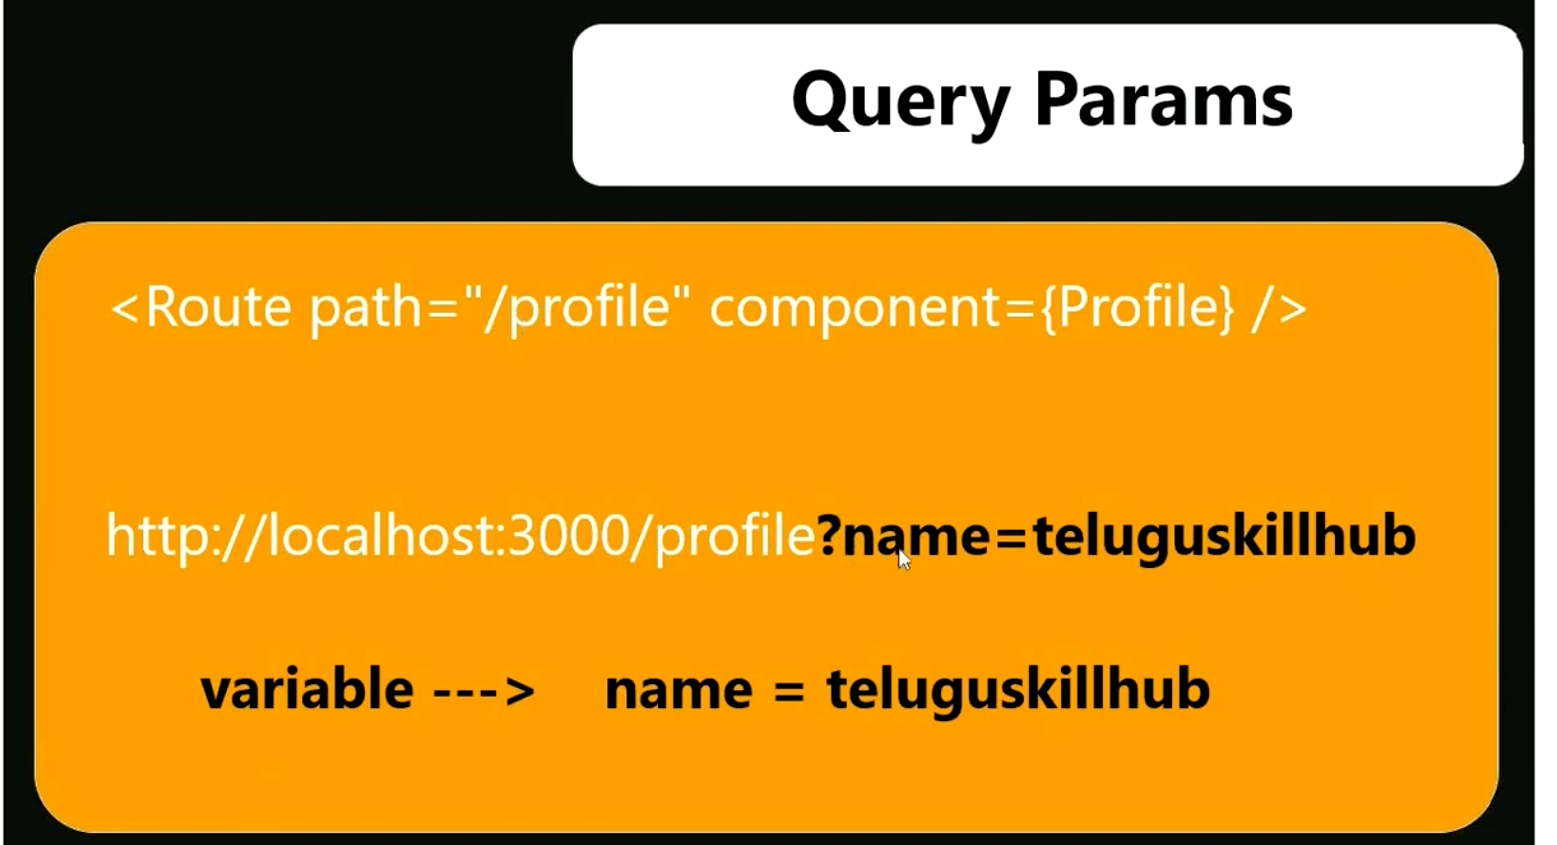 Query Params
<Route path="/profile" component={Profile} />
http://localhost:3000/profile?name=teluguskillhub
variable ---> name = teluguskillhub